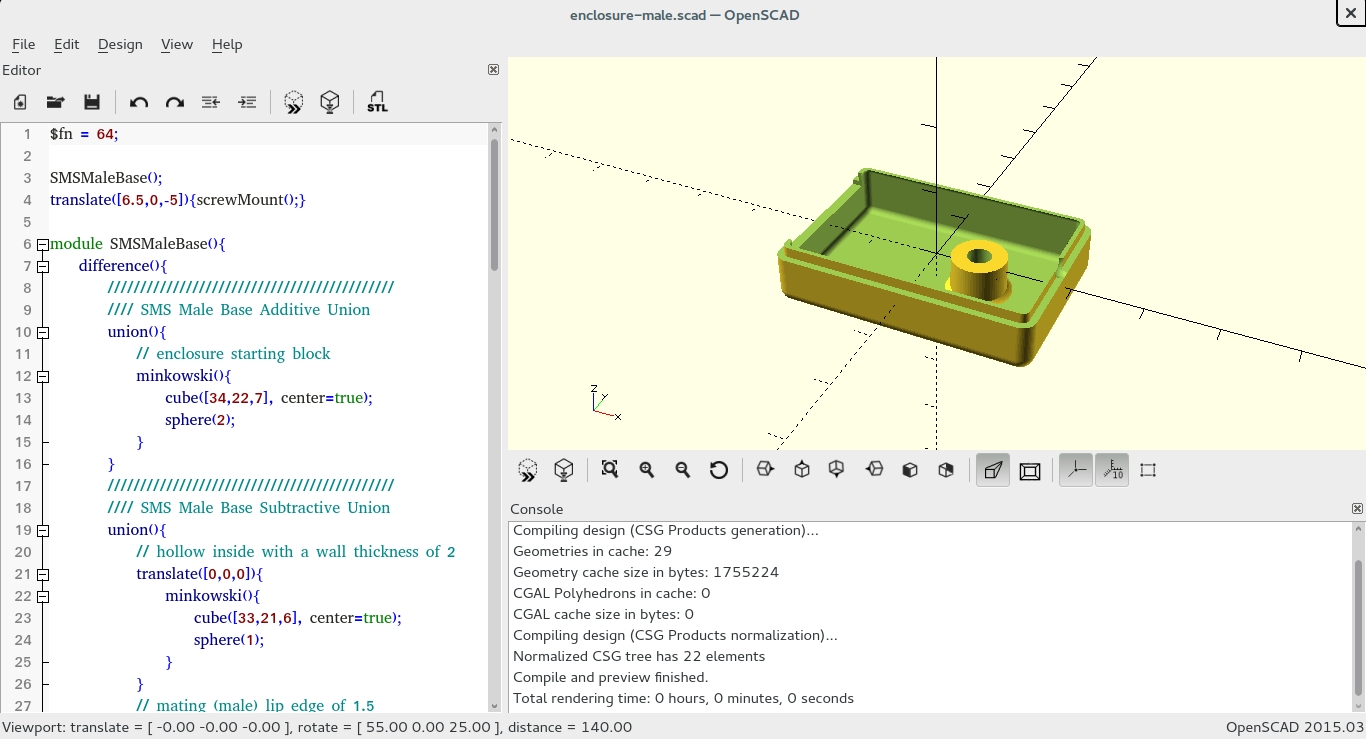 enclosure-male.scad — OpenSCAD
File Edit Design View Help
Editor
STL
1 $fn = 64;
2
3 SMSMaleBase();
4 translate([6.5,0,-5]){screwMount();}
5
6 module SMSMaleBase(){
7 difference(){
8 ////////////////////////////////////////////
9 //// SMS Male Base Additive Union
10 union(){
11 // enclosure starting block
12 minkowski(){
13 cube([34,22,7], center=true);
14 sphere(2);
15 }
16 }
17 ////////////////////////////////////////////
18 //// SMS Male Base Subtractive Union
19 union(){
20 // hollow inside with a wall thickness of 2
21 translate([0,0,0]){
22 minkowski(){
23 cube([33,21,6], center=true);
24 sphere(1);
25 }
26 }
27 // mating (male) lip edge of 1.5
Z
Y
X
10
Console
Compiling design (CSG Products generation)...
Geometries in cache: 29
Geometry cache size in bytes: 1755224
CGAL Polyhedrons in cache: 0
CGAL cache size in bytes: 0
Compiling design (CSG Products normalization)...
Normalized CSG tree has 22 elements
Compile and preview finished.
Total rendering time: 0 hours, 0 minutes, 0 seconds
Viewport: translate = [ -0.00 -0.00 -0.00 ], rotate = [ 55.00 0.00 25.00 ], distance = 140.00
OpenSCAD 2015.03